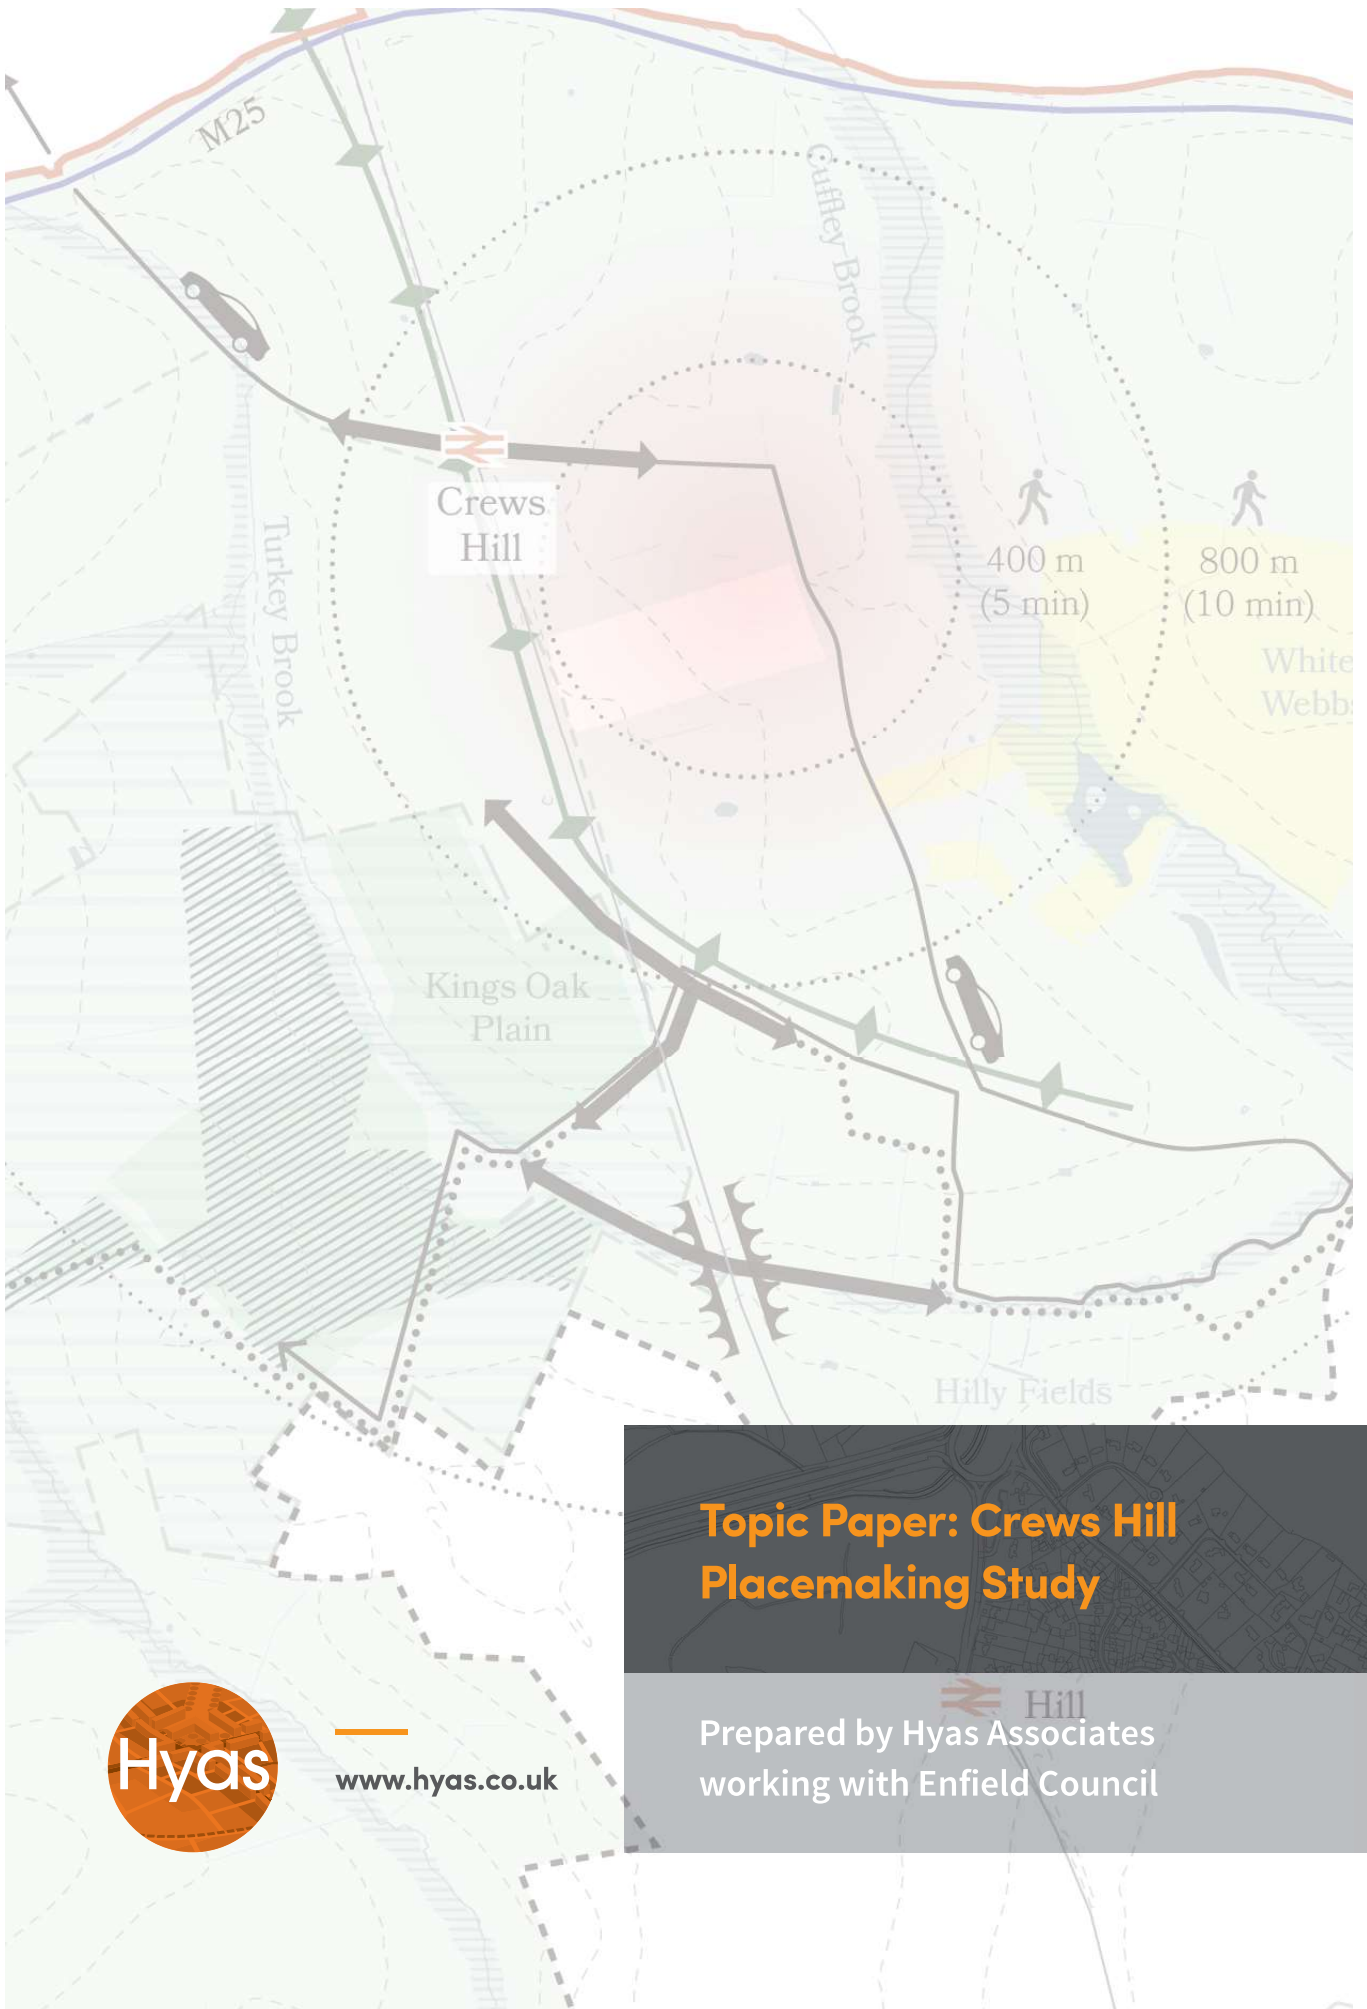 M25
Cuffley Brook
Crews
Hill
Turkey Brook
400 m
(5 min)
800 m
(10 min)
White
Webbs
Kings Oak
Plain
Hilly Fields
Topic Paper: Crews Hill
Placemaking Study
Hill
Prepared by Hyas Associates
working with Enfield Council
Hyas
www.hyas.co.uk